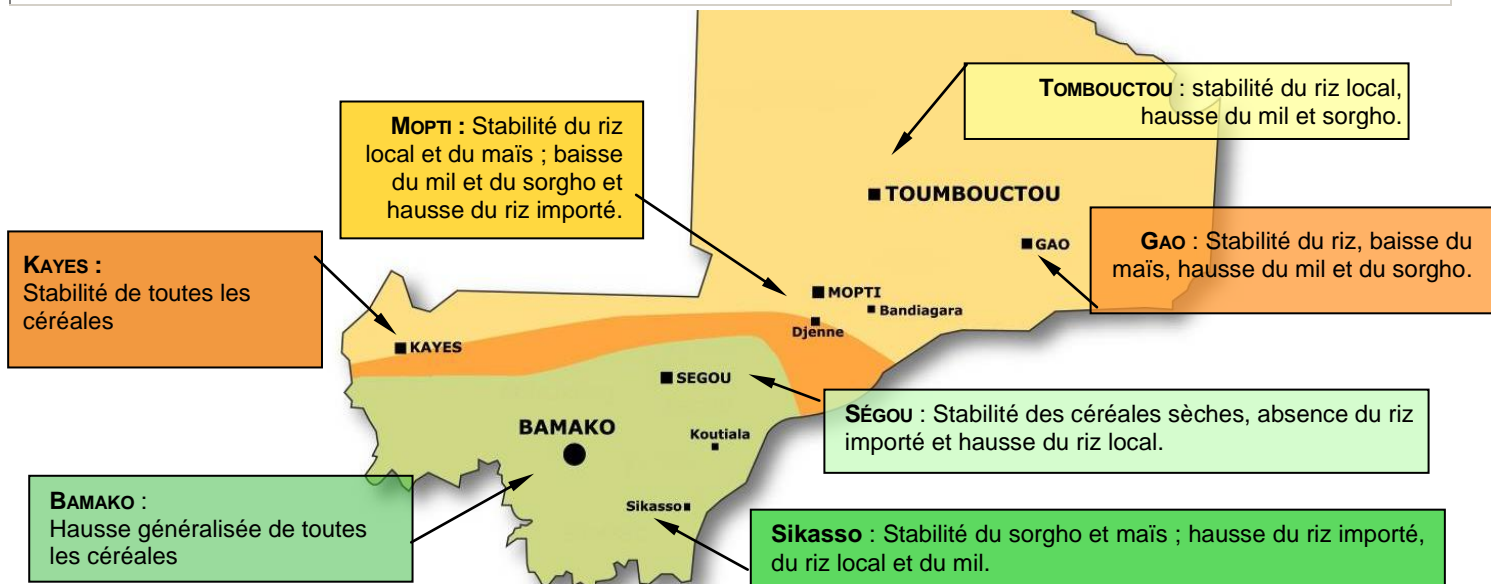 TOMBOUCTOU : stabilité du riz local,
hausse du mil et sorgho.
MOPTI : Stabilité du riz
local et du maïs ; baisse
du mil et du sorgho et
hausse du riz importé.
TOUMBOUCTOU
GAO
GAO : Stabilité du riz, baisse du
maïs, hausse du mil et du sorgho.
KAYES :
Stabilité de toutes les
céréales
MOPTI
Bandiagara
Djenne
KAYES
SEGOU
SÉGOU : Stabilité des céréales sèches, absence du riz
importé et hausse du riz local.
BAMAKO
Koutiala
BAMAKO :
Hausse généralisée de toutes
les céréales
Sikasso
Sikasso : Stabilité du sorgho et maïs ; hausse du riz importé,
du riz local et du mil.